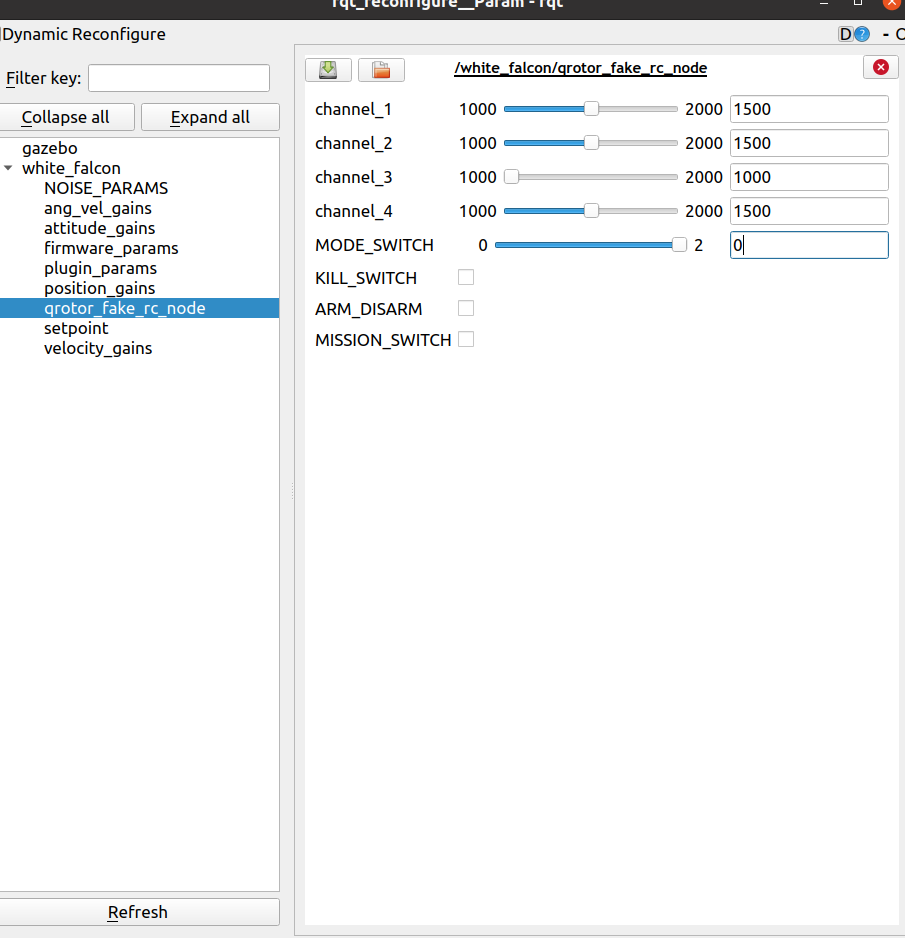 rqt_reconfigure__Param - rqt
Dynamic Reconfigure
D ? - O
Filter key:
Collapse all Expand all
gazebo
white_falcon
NOISE_PARAMS
ang_vel_gains
attitude_gains
firmware_params
plugin_params
position_gains
qrotor_fake_rc_node
setpoint
velocity_gains
Refresh
/white_falcon/qrotor_fake_rc_node
channel_1 1000 2000 1500
channel_2 1000 2000 1500
channel_3 1000 2000 1000
channel_4 1000 2000 1500
MODE_SWITCH 0 2 0
KILL_SWITCH
ARM_DISARM
MISSION_SWITCH